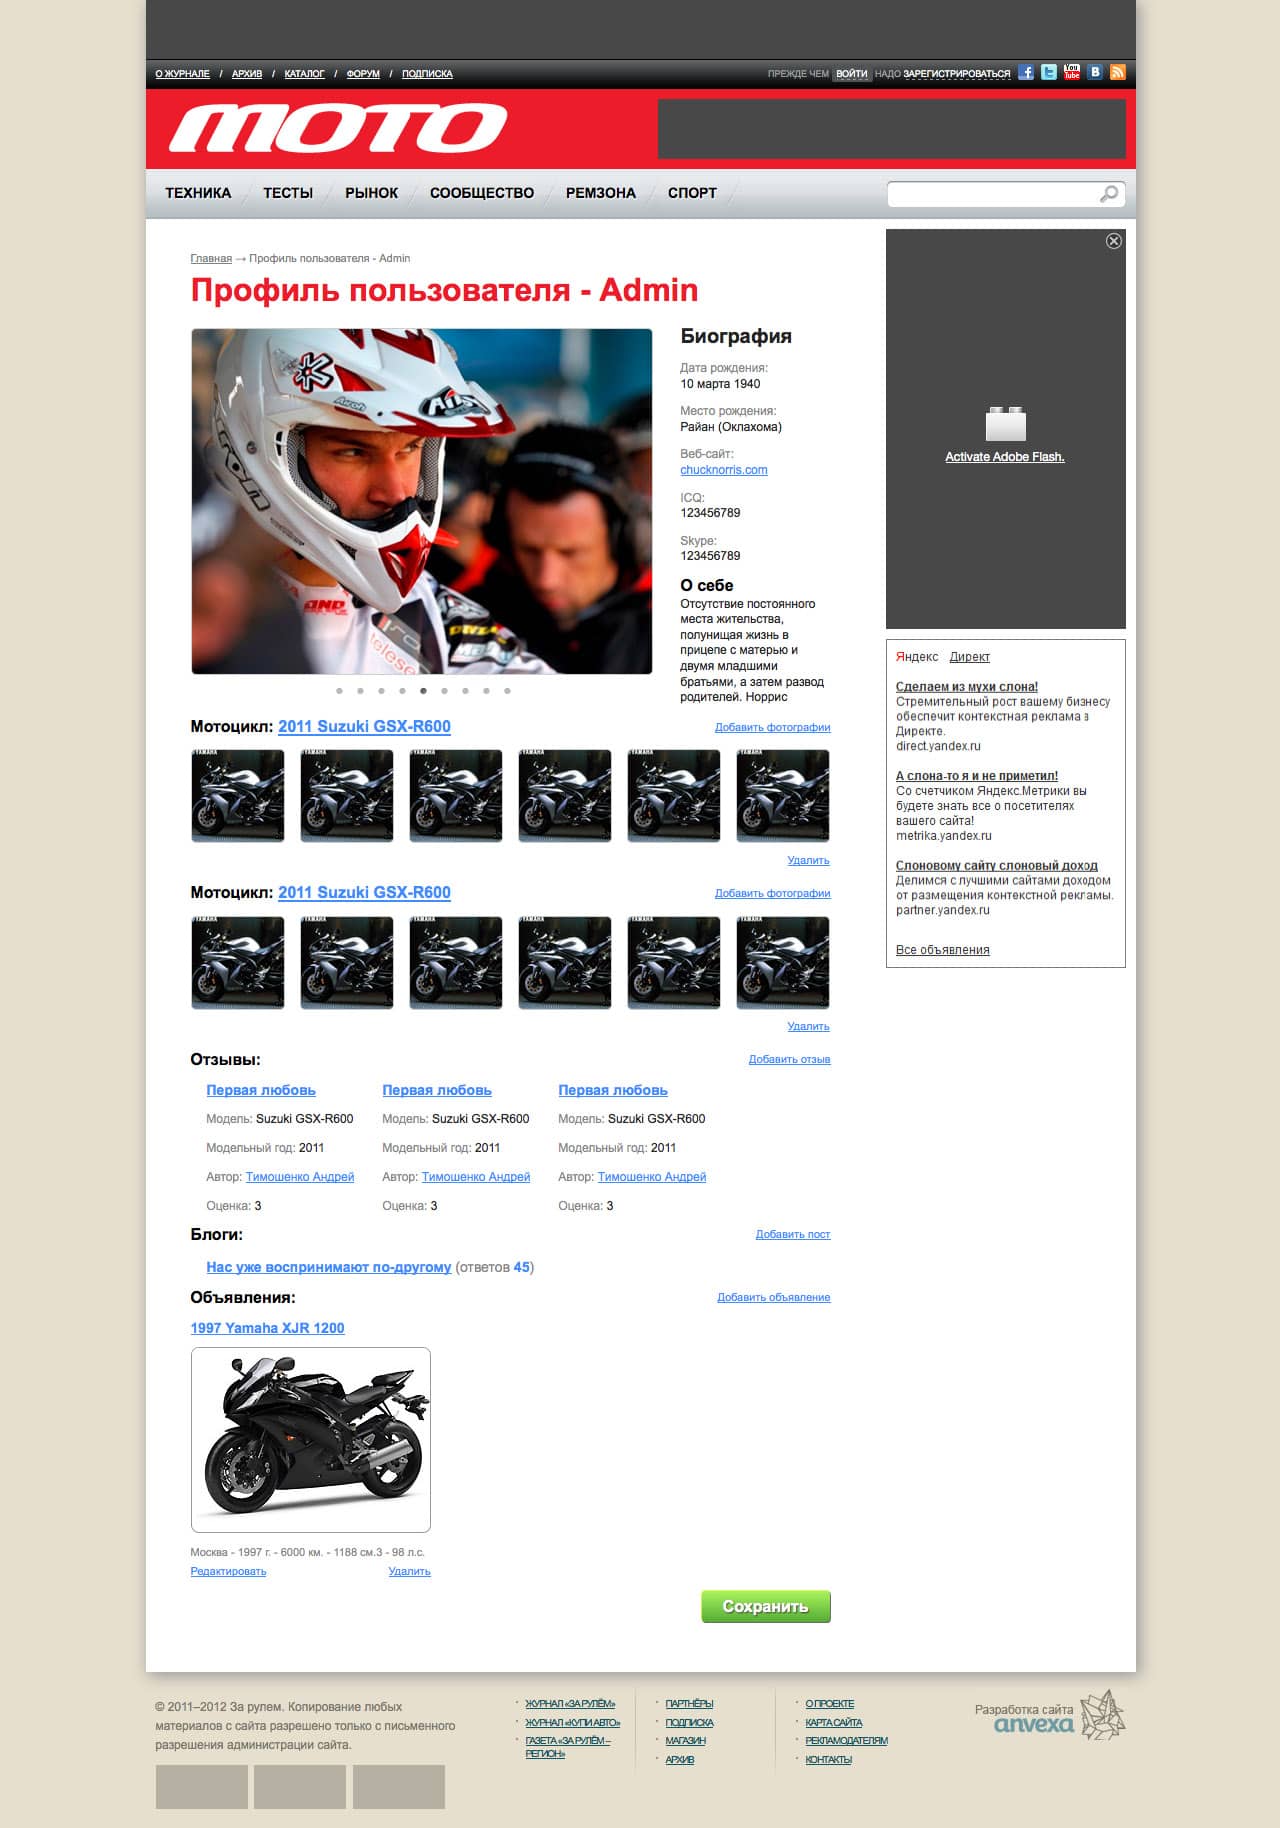 О ЖУРНАЛЕ / АРХИВ / КАТАЛОГ / ФОРУМ / ПОДПИСКА
ПРЕЖДЕ ЧЕМ ВОЙТИ НАДО ЗАРЕГИСТРИРОВАТЬСЯ
You Tube
МОТО
ТЕХНИКА ТЕСТЫ РЫНОК СООБЩЕСТВО РЕМЗОНА СПОРТ
Главная → Профиль пользователя - Admin
Профиль пользователя - Admin
Биография
Дата рождения:
10 марта 1940
Место рождения:
Райан (Оклахома)
Веб-сайт:
chucknorris.com
ICQ:
123456789
Skype:
123456789
О себе
Отсутствие постоянного
места жительства,
полунищая жизнь в
прицепе с матерью и
двумя младшими
братьями, а затем развод
родителей. Норрис
Activate Adobe Flash.
Яндекс Директ
Сделаем из мухи слона!
Стремительный рост вашему бизнесу
обеспечит контекстная реклама в
Директе.
direct.yandex.ru
А слона-то я и не приметил!
Со счетчиком Яндекс.Метрики вы
будете знать все о посетителях
вашего сайта!
metrika.yandex.ru
Слоновому сайту слоновый доход
Делимся с лучшими сайтами доходом
от размещения контекстной рекламы.
partner.yandex.ru
Все объявления
Мотоцикл: 2011 Suzuki GSX-R600 Добавить фотографии
Удалить
Мотоцикл: 2011 Suzuki GSX-R600 Добавить фотографии
Удалить
Отзывы: Добавить отзыв
Первая любовь Первая любовь Первая любовь
Модель: Suzuki GSX-R600 Модель: Suzuki GSX-R600 Модель: Suzuki GSX-R600
Модельный год: 2011 Модельный год: 2011 Модельный год: 2011
Автор: Тимошенко Андрей Автор: Тимошенко Андрей Автор: Тимошенко Андрей
Оценка: 3 Оценка: 3 Оценка: 3
Блоги: Добавить пост
Нас уже воспринимают по-другому (ответов 45)
Объявления: Добавить объявление
1997 Yamaha XJR 1200
Москва - 1997 г. - 6000 км. - 1188 см.3 - 98 л.с.
Редактировать Удалить
Сохранить
© 2011–2012 За рулем. Копирование любых
материалов с сайта разрешено только с письменного
разрешения администрации сайта.
ЖУРНАЛ «ЗА РУЛЁМ»
ЖУРНАЛ «КУПИ АВТО»
ГАЗЕТА «ЗА РУЛЁМ –
РЕГИОН»
ПАРТНЁРЫ
ПОДПИСКА
МАГАЗИН
АРХИВ
О ПРОЕКТЕ
КАРТА САЙТА
РЕКЛАМОДАТЕЛЯМ
КОНТАКТЫ
Разработка сайта
anvexa